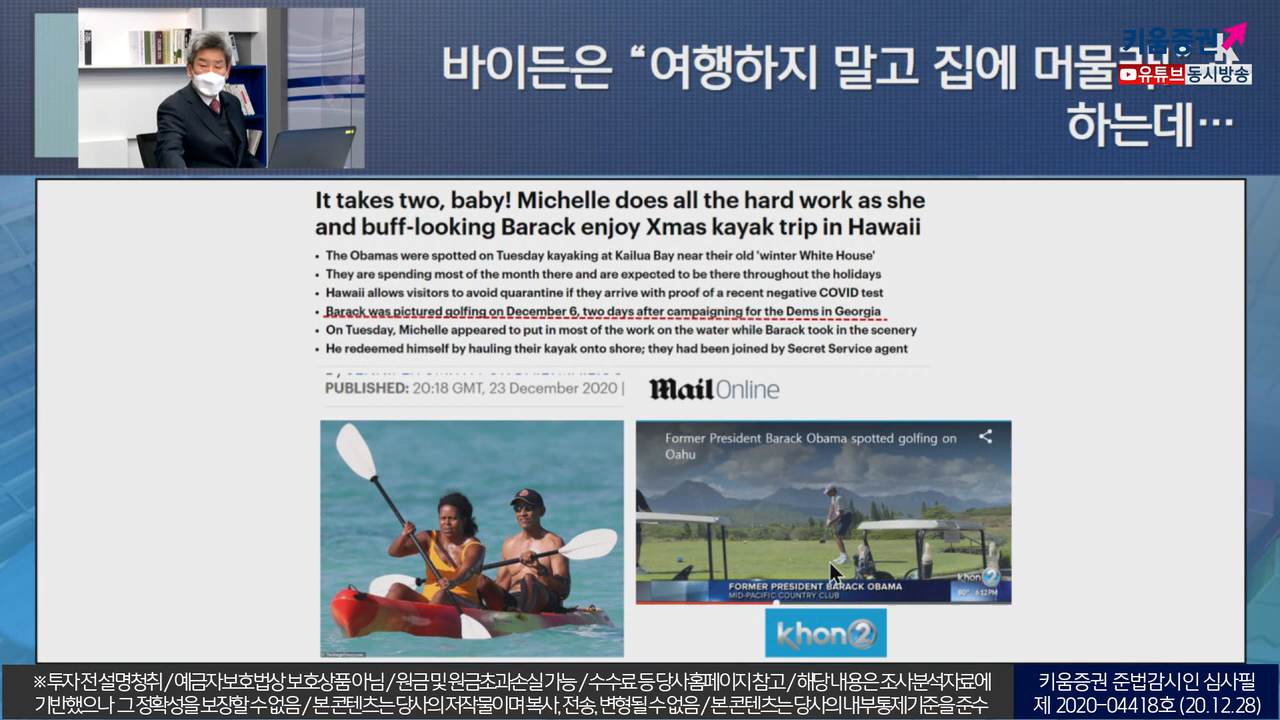 키움증권
유튜브 동시방송
바이든은 “여행하지 말고 집에
하는데…
It takes two, baby! Michelle does all the hard work as she
and buff-looking Barack enjoy Xmas kayak trip in Hawaii
• The Obamas were spotted on Tuesday kayaking at Kailua Bay near their old 'winter White House'
• They are spending most of the month there and are expected to be there throughout the holidays
• Hawaii allows visitors to avoid quarantine if they arrive with proof of a recent negative COVID test
• Barack was pictured golfing on December 6, two days after campaigning for the Dems in Georgia
• On Tuesday, Michelle appeared to put in most of the work on the water while Barack took in the scenery
• He redeemed himself by hauling their kayak onto shore; they had been joined by Secret Service agent
PUBLISHED: 20:18 GMT, 23 December 2020 |
Mail Online
Former President Barack Obama spotted golfing on
Oahu
FORMER PRESIDENT BARACK OBAMA
MID-PACIFIC COUNTRY CLUB
khon 2
80° 6:12PM
khon 2
※ 투자 전 설명청취 / 예금자보호법상 보호상품 아님 / 원금 및 원금초과손실 가능 / 수수료 등 당사 홈페이지 참고 / 해당 내용은 조사분석자료에
기반했으나 그 정확성을 보장할 수 없음 / 본 콘텐츠는 당사의 저작물이며 복사, 전송, 변형될 수 없음 / 본 콘텐츠는 당사의 내부통제기준을 준수
키움증권 준법감시인 심사필
제 2020-04418호 (20.12.28)